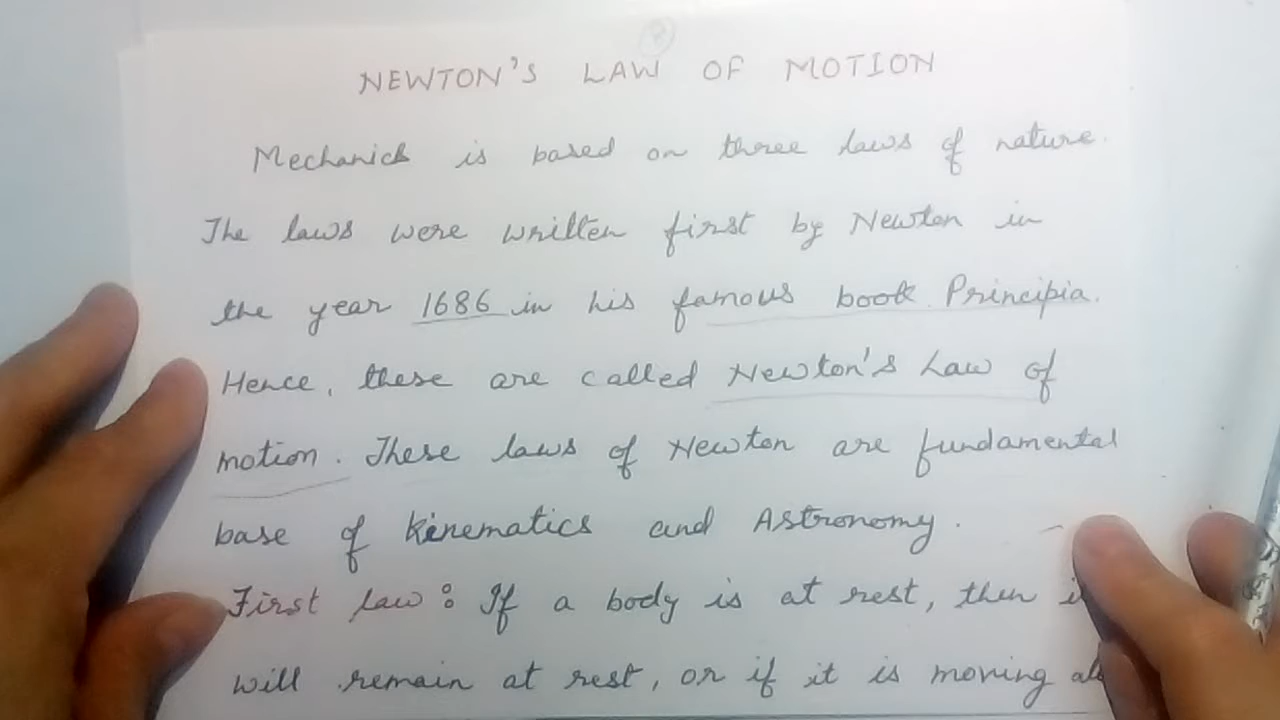 NEWTON'S LAW OF MOTION
Mechanics is based on three laws of nature.
The laws were written first by Newton in
the year 1686 in his famous book Principia.
Hence, these are called Newton's Law of
motion. These laws of Newton are fundamental
base of Kinematics and Astronomy.
First law : If a body is at rest, then
will remain at rest, or if it is moving